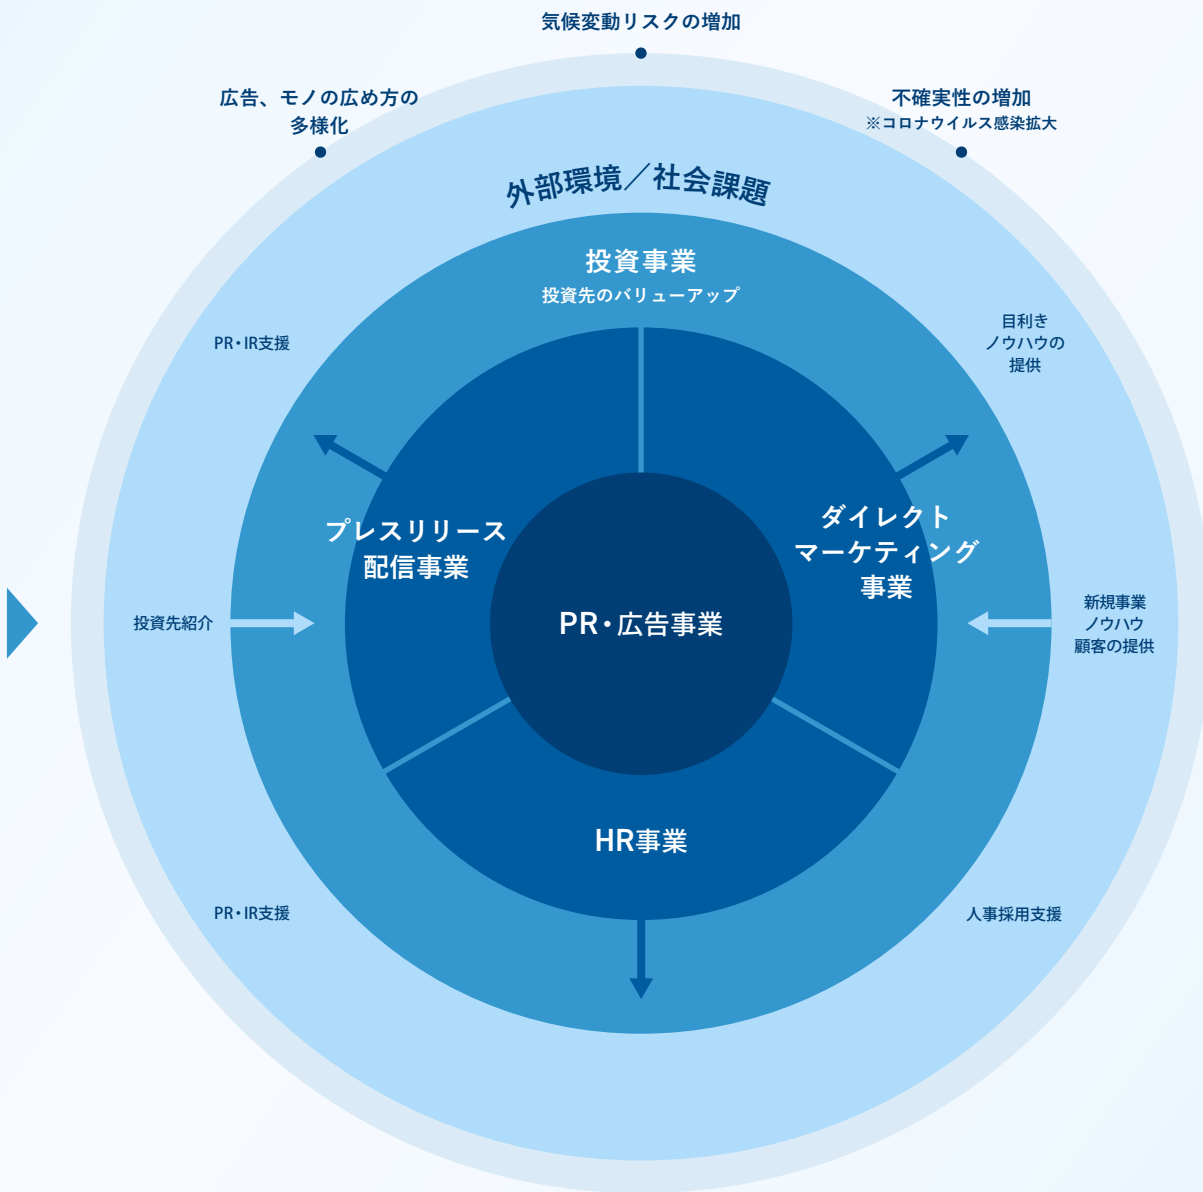 気候変動リスクの増加
広告、モノの広め方の
多様化
不確実性の増加
※コロナウイルス感染拡大
外部環境／社会課題
投資事業
投資先のバリューアップ
PR・IR支援
目利き
ノウハウの
提供
プレスリリース
配信事業
ダイレクト
マーケティング
事業
投資先紹介
PR・広告事業
新規事業
ノウハウ
顧客の提供
HR事業
PR・IR支援
人事採用支援